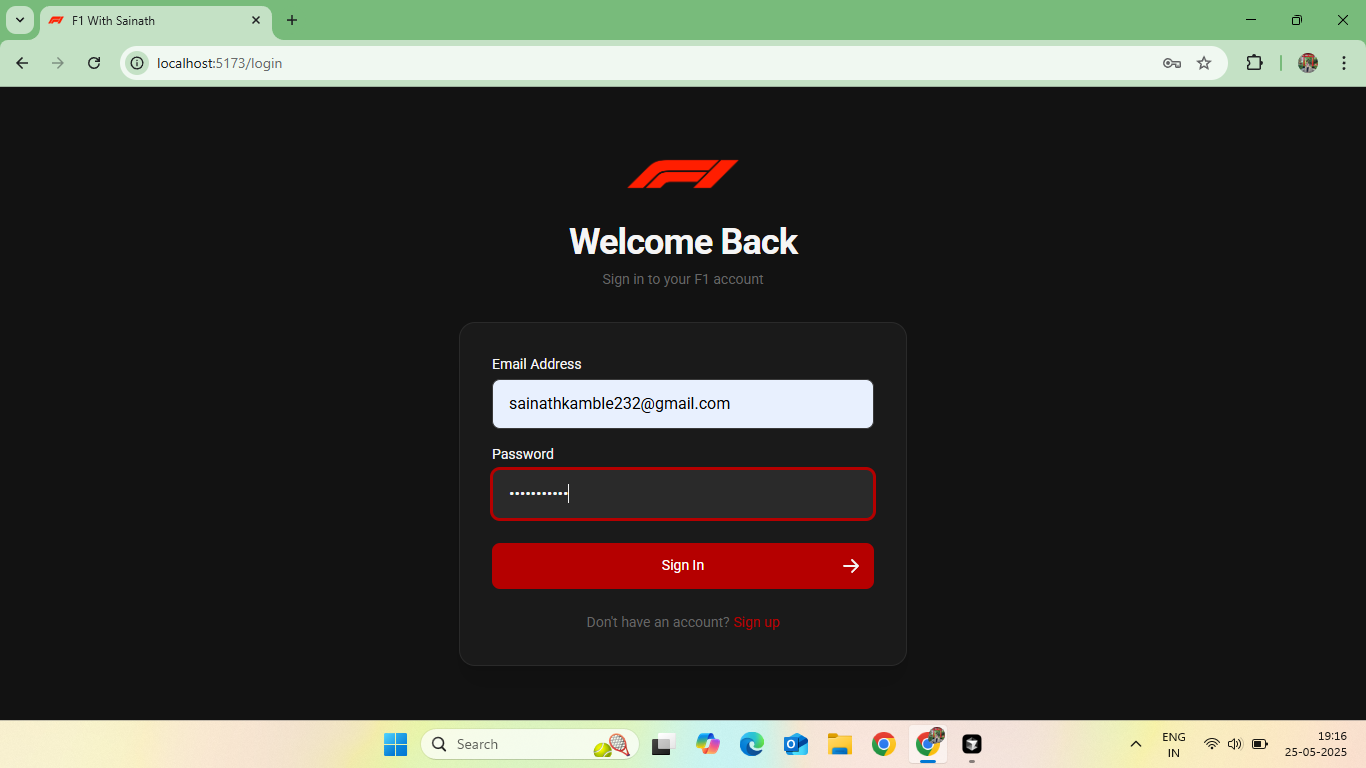 F1 With Sainath
localhost:5173/login
F1
Welcome Back
Sign in to your F1 account
Email Address
sainathkamble232@gmail.com
Password
•••••••••••
Sign In
Don't have an account? Sign up
Search
ENG
IN
19:16
25-05-2025